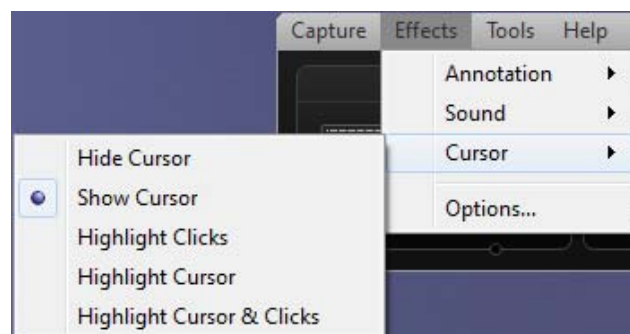 Capture Effects Tools Help
Annotation
Sound
Cursor
Options...
Hide Cursor
Show Cursor
Highlight Clicks
Highlight Cursor
Highlight Cursor & Clicks